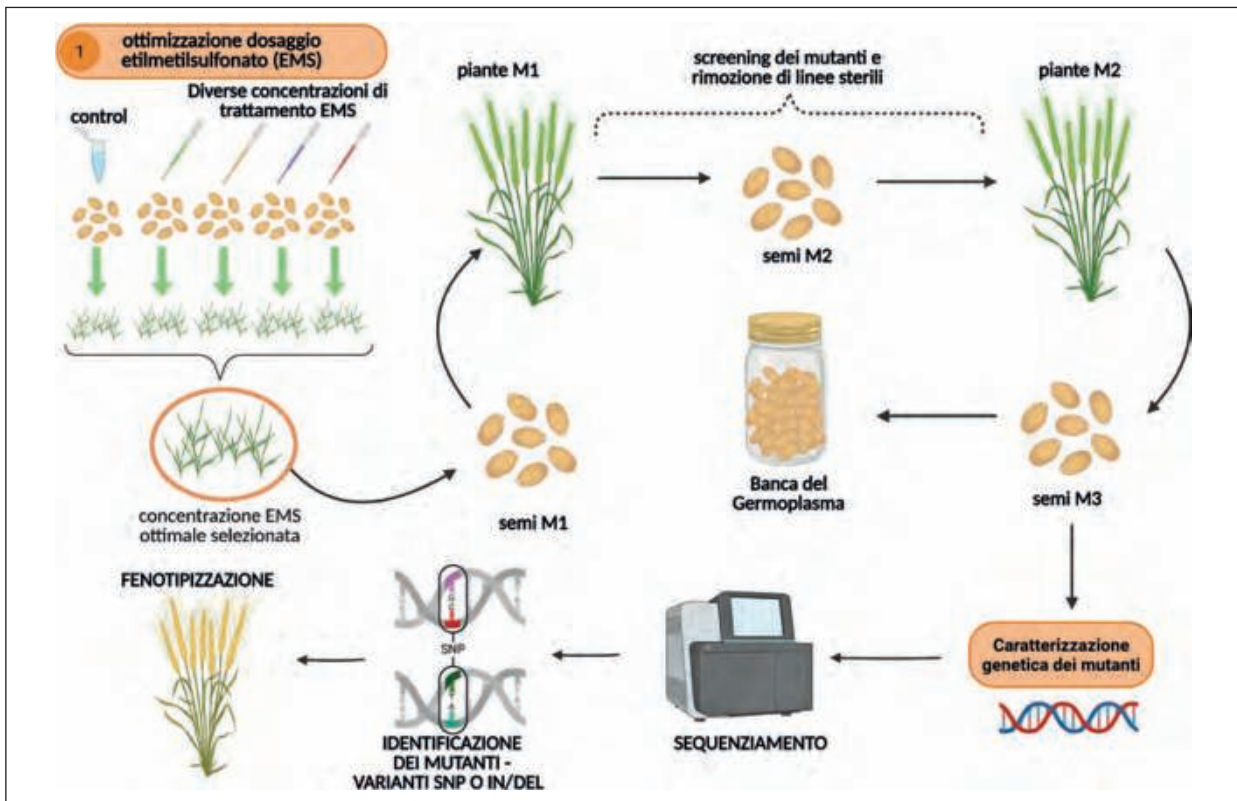 1
ottimizzazione dosaggio
etilmetilsulfonato (EMS)
control
Diverse concentrazioni di
trattamento EMS
concentrazione EMS
ottimale selezionata
semi M1
piante M1
screening dei mutanti e
rimozione di linee sterili
semi M2
piante M2
semi M3
Banca del
Germoplasma
Caratterizzazione
genetica dei mutanti
SEQUENZIAMENTO
SNP
IDENTIFICAZIONE
DEI MUTANTI -
VARIANTI SNP O IN/DEL
FENOTIPIZZAZIONE